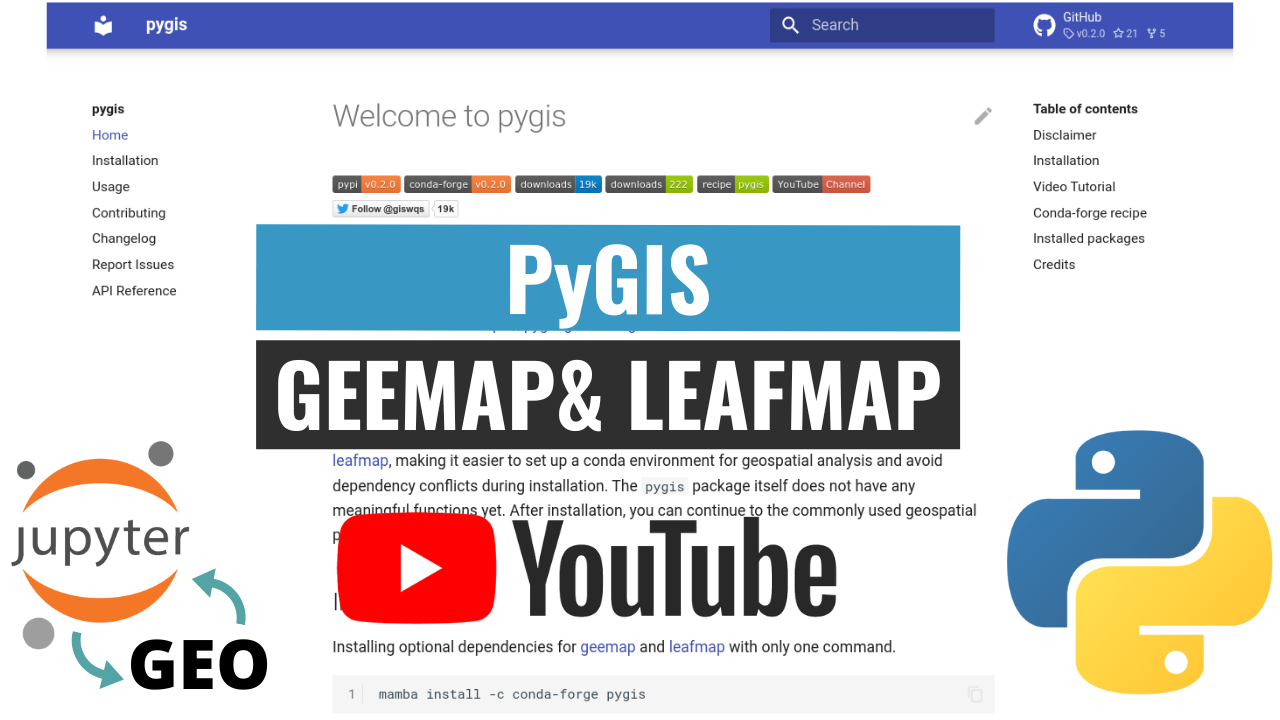 pygis
Search
GitHub
v0.2.0 21 5
pygis
Home
Installation
Usage
Contributing
Changelog
Report Issues
API Reference
Welcome to pygis
pypi v0.2.0 conda-forge v0.2.0 downloads 19k downloads 222 recipe pygis YouTube Channel
Follow @giswqs 19k
PyGIS
GEEMAP& LEAFMAP
leafmap, making it easier to set up a conda environment for geospatial analysis and avoid
dependency conflicts during installation. The pygis package itself does not have any
meaningful functions yet. After installation, you can continue to the commonly used geospatial
YouTube
Installing optional dependencies for geemap and leafmap with only one command.
1 mamba install -c conda-forge pygis
Table of contents
Disclaimer
Installation
Video Tutorial
Conda-forge recipe
Installed packages
Credits
jupyter
GEO